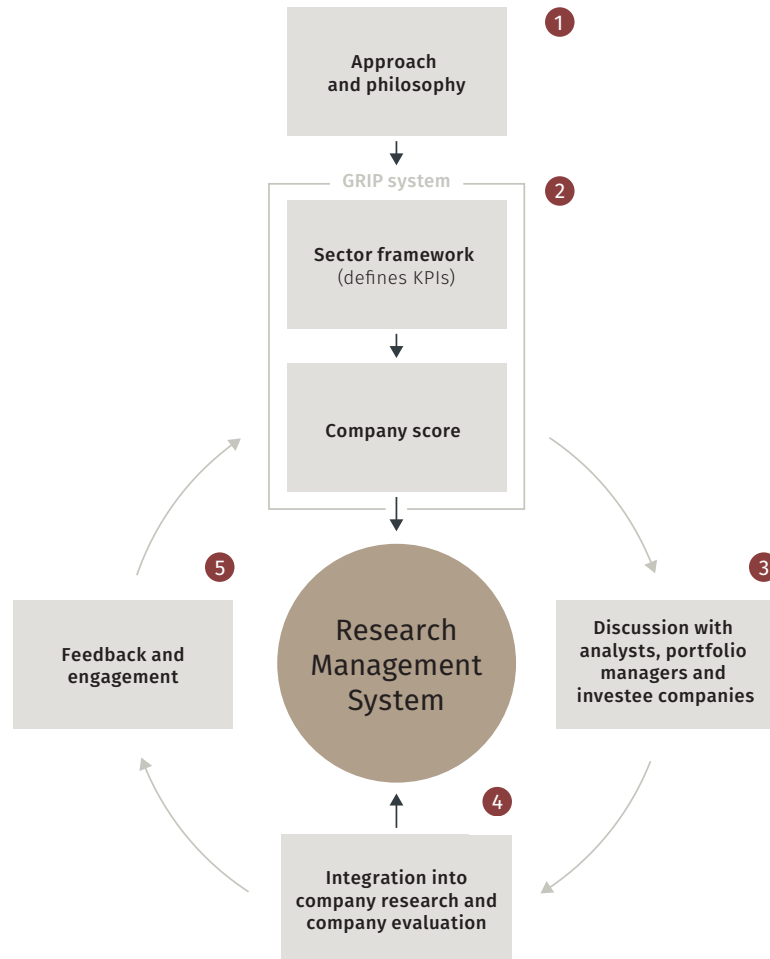 1
Approach
and philosophy
GRIP system
2
Sector framework
(defines KPIs)
Company score
3
Discussion with
analysts, portfolio
managers and
investee companies
Research
Management
System
4
Integration into
company research and
company evaluation
5
Feedback and
engagement